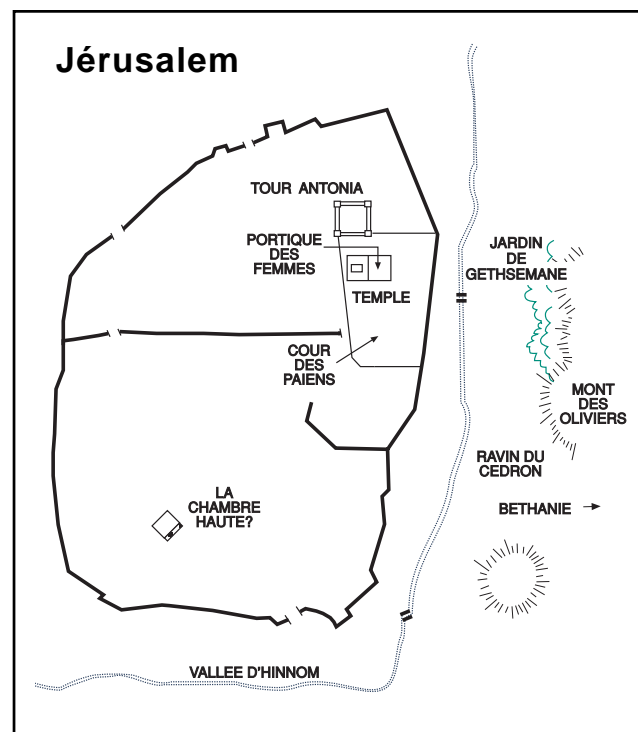 Jérusalem
TOUR ANTONIA
PORTIQUE
DES
FEMMES
JARDIN
DE
GETHSEMANE
TEMPLE
COUR
DES
PAIENS
MONT
DES
OLIVIERS
RAVIN DU
CEDRON
LA
CHAMBRE
HAUTE?
BETHANIE
VALLEE D'HINNOM